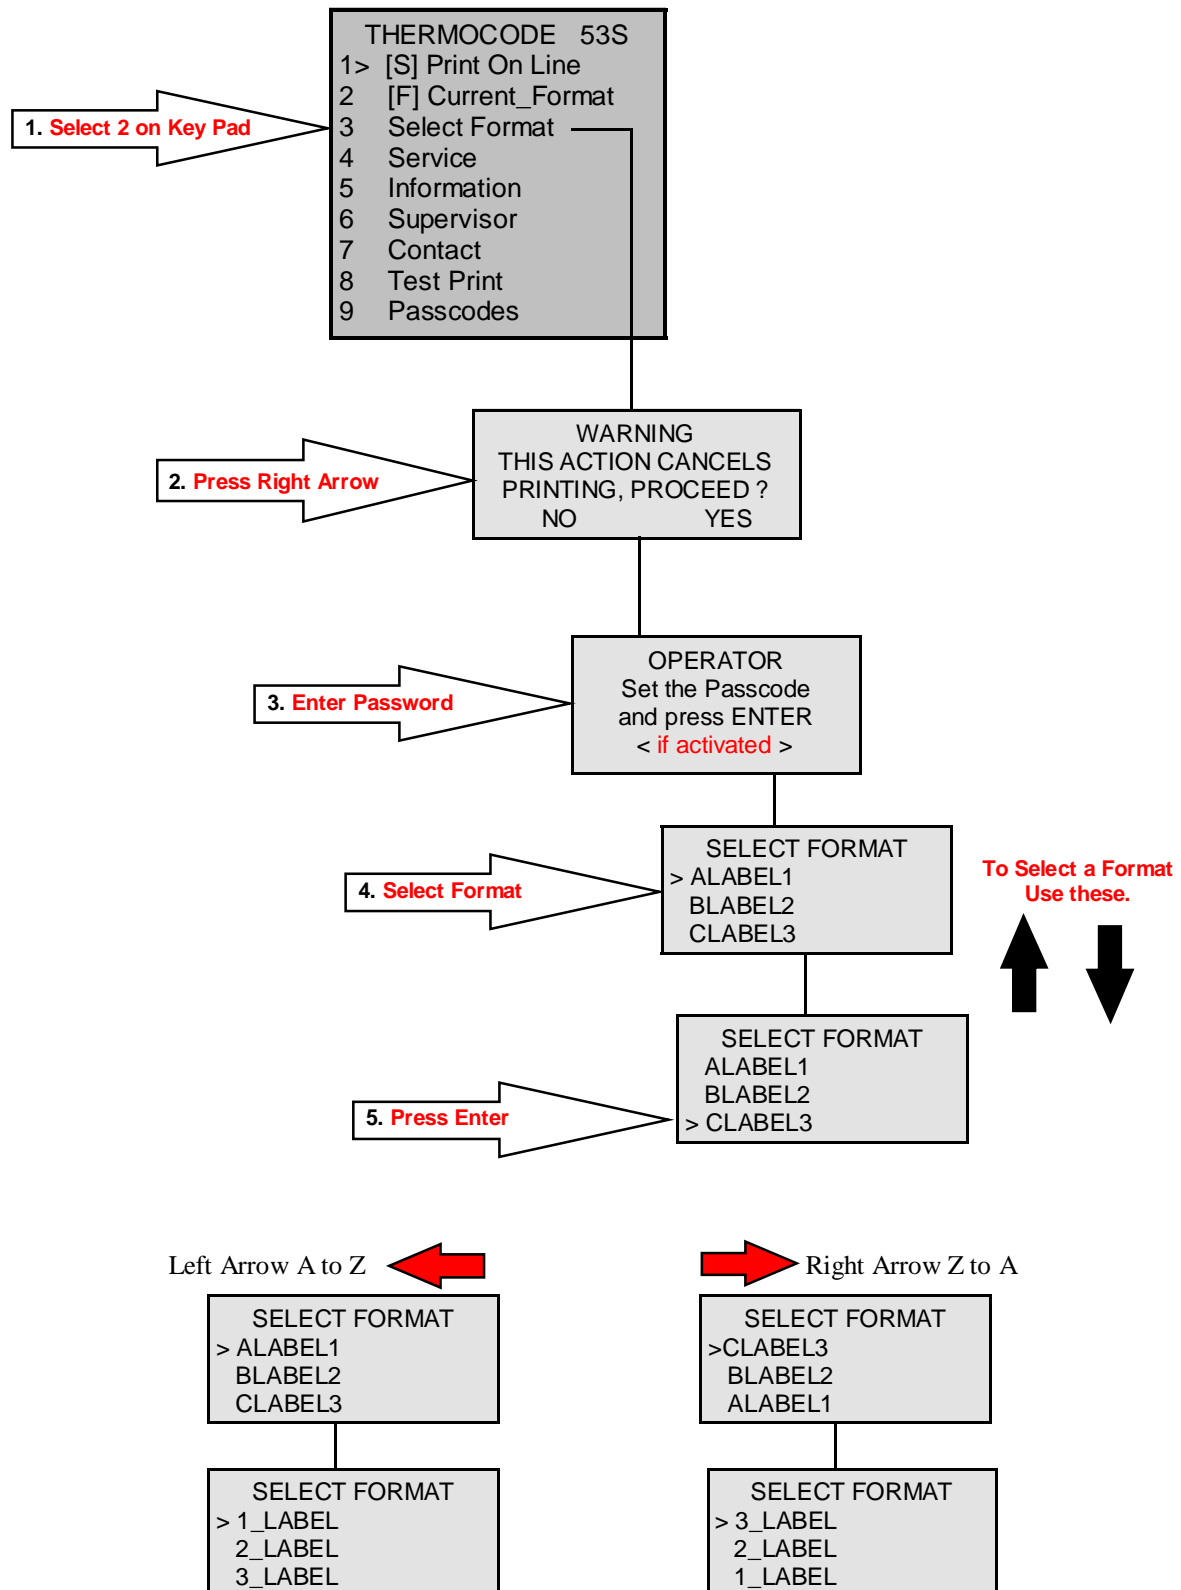 THERMOCODE 53S
1> [S] Print On Line
2 [F] Current_Format
3 Select Format
4 Service
5 Information
6 Supervisor
7 Contact
8 Test Print
9 Passcodes
1. Select 2 on Key Pad
WARNING
THIS ACTION CANCELS
PRINTING, PROCEED ?
NO YES
2. Press Right Arrow
OPERATOR
Set the Passcode
and press ENTER
< if activated >
3. Enter Password
SELECT FORMAT
> ALABEL1
BLABEL2
CLABEL3
4. Select Format
To Select a Format
Use these.
SELECT FORMAT
ALABEL1
BLABEL2
> CLABEL3
5. Press Enter
Left Arrow A to Z
SELECT FORMAT
> ALABEL1
BLABEL2
CLABEL3
SELECT FORMAT
> 1_LABEL
2_LABEL
3_LABEL
Right Arrow Z to A
SELECT FORMAT
>CLABEL3
BLABEL2
ALABEL1
SELECT FORMAT
> 3_LABEL
2_LABEL
1_LABEL